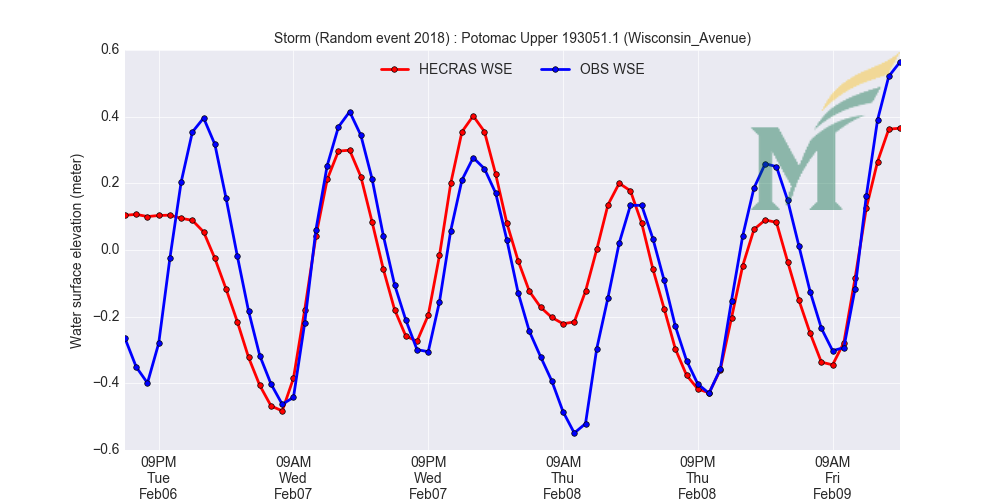 Storm (Random event 2018) : Potomac Upper 193051.1 (Wisconsin_Avenue)
HECRAS WSE
OBS WSE
Water surface elevation (meter)
0.6
0.4
0.2
0.0
−0.2
−0.4
−0.6
M
09PM
Tue
Feb06
09AM
Wed
Feb07
09PM
Wed
Feb07
09AM
Thu
Feb08
09PM
Thu
Feb08
09AM
Fri
Feb09